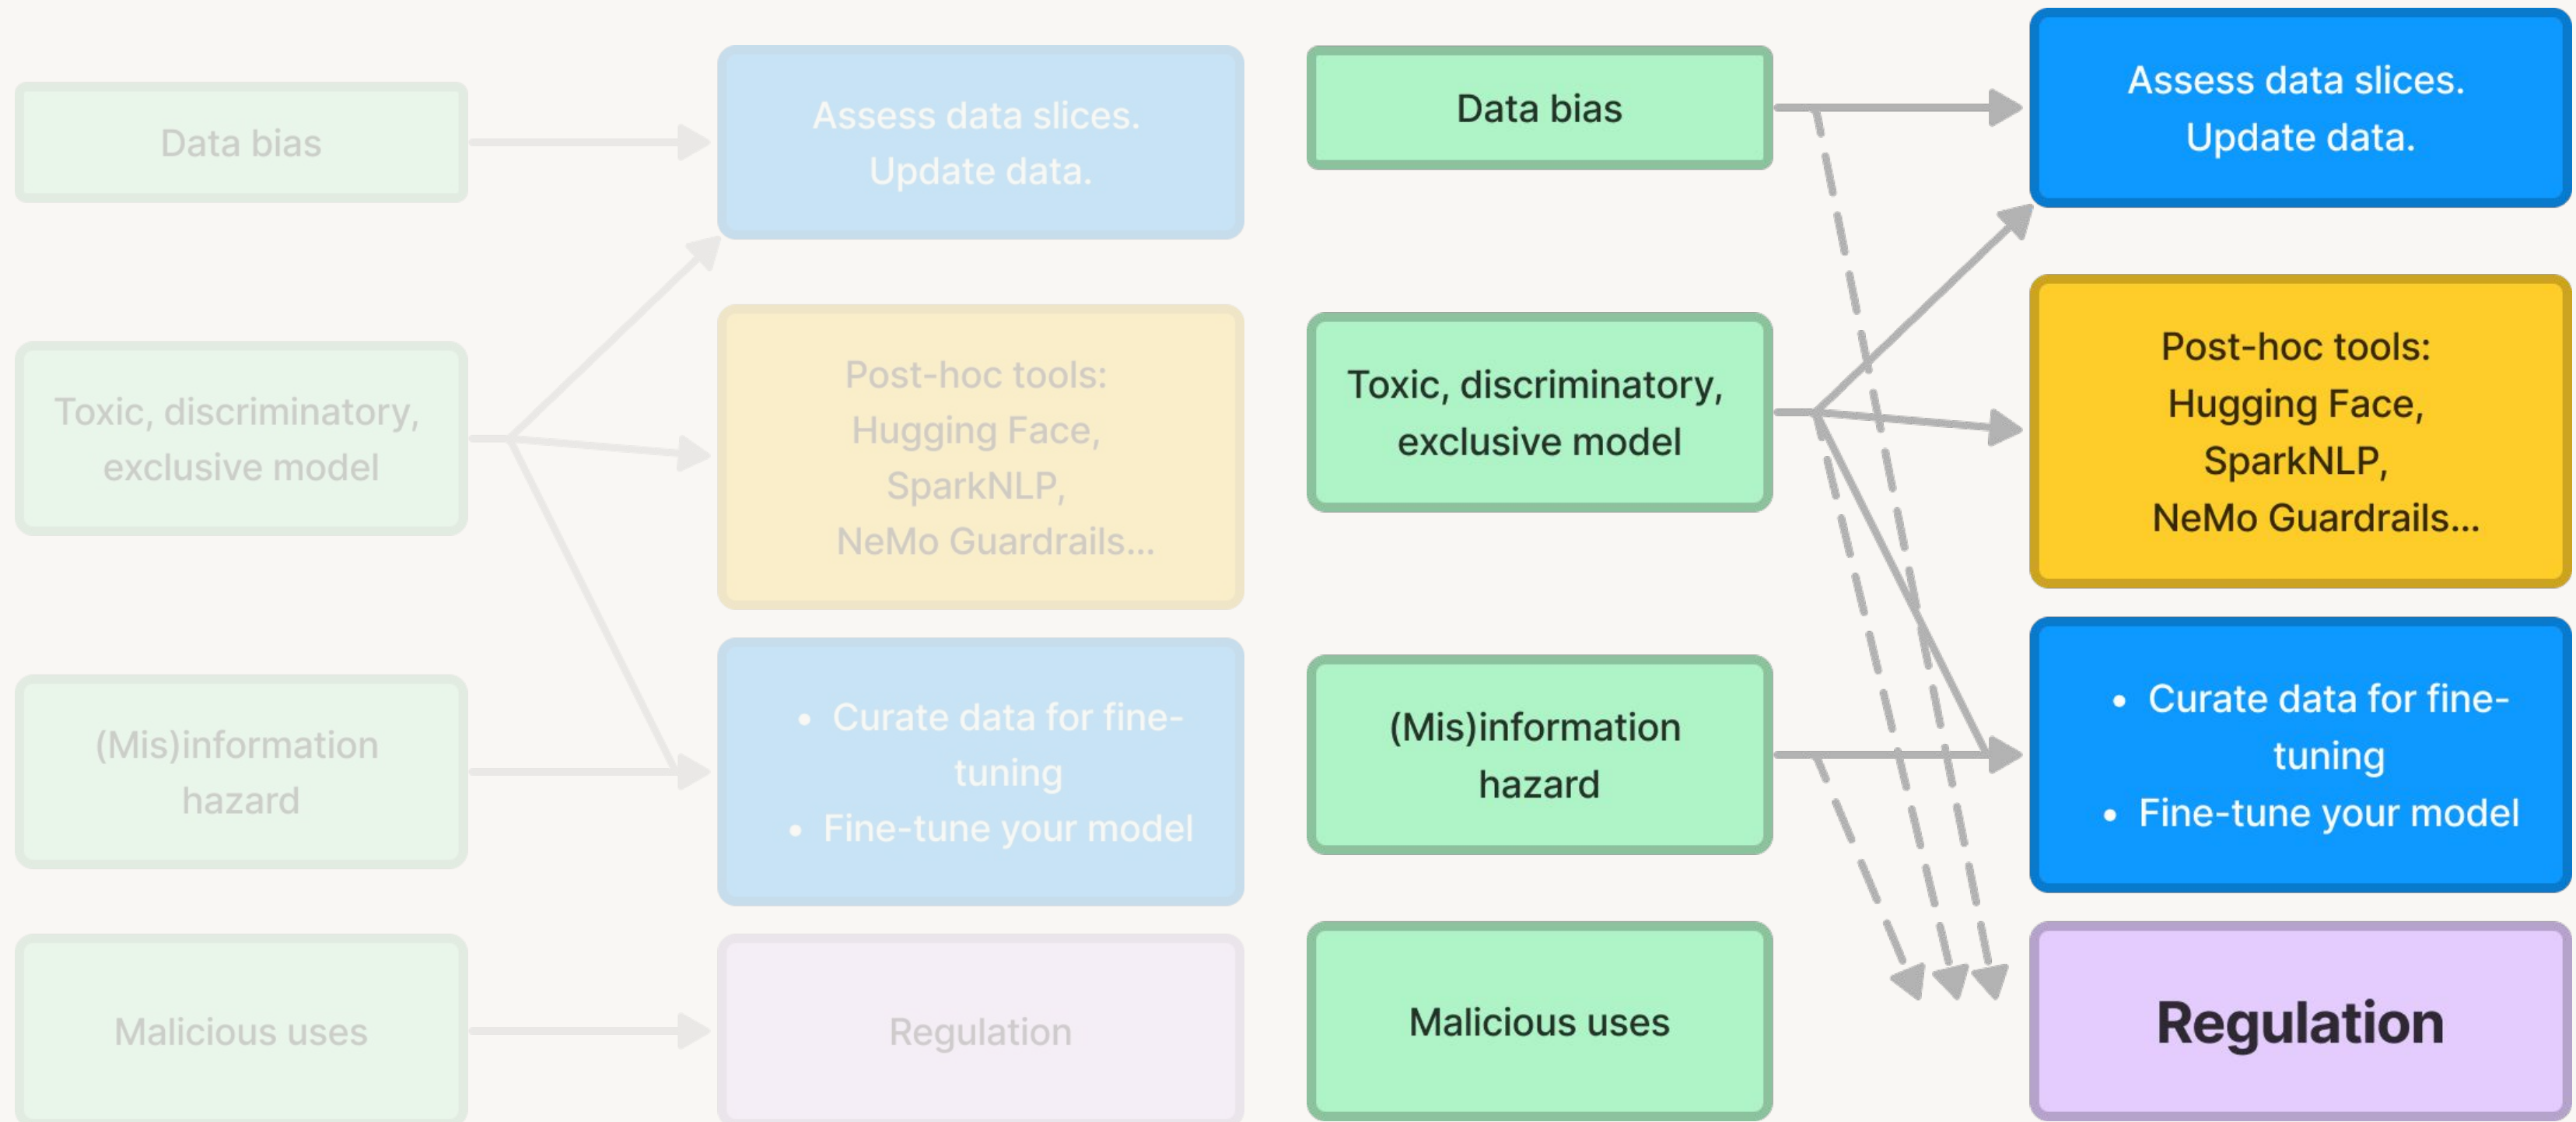 Data bias
Assess data slices.
Update data.
Toxic, discriminatory,
exclusive model
Post-hoc tools:
Hugging Face,
SparkNLP,
NeMo Guardrails...
(Mis)information
hazard
• Curate data for fine-
tuning
• Fine-tune your model
Malicious uses
Regulation
Data bias
Assess data slices.
Update data.
Toxic, discriminatory,
exclusive model
Post-hoc tools:
Hugging Face,
SparkNLP,
NeMo Guardrails...
(Mis)information
hazard
• Curate data for fine-
tuning
• Fine-tune your model
Malicious uses
Regulation